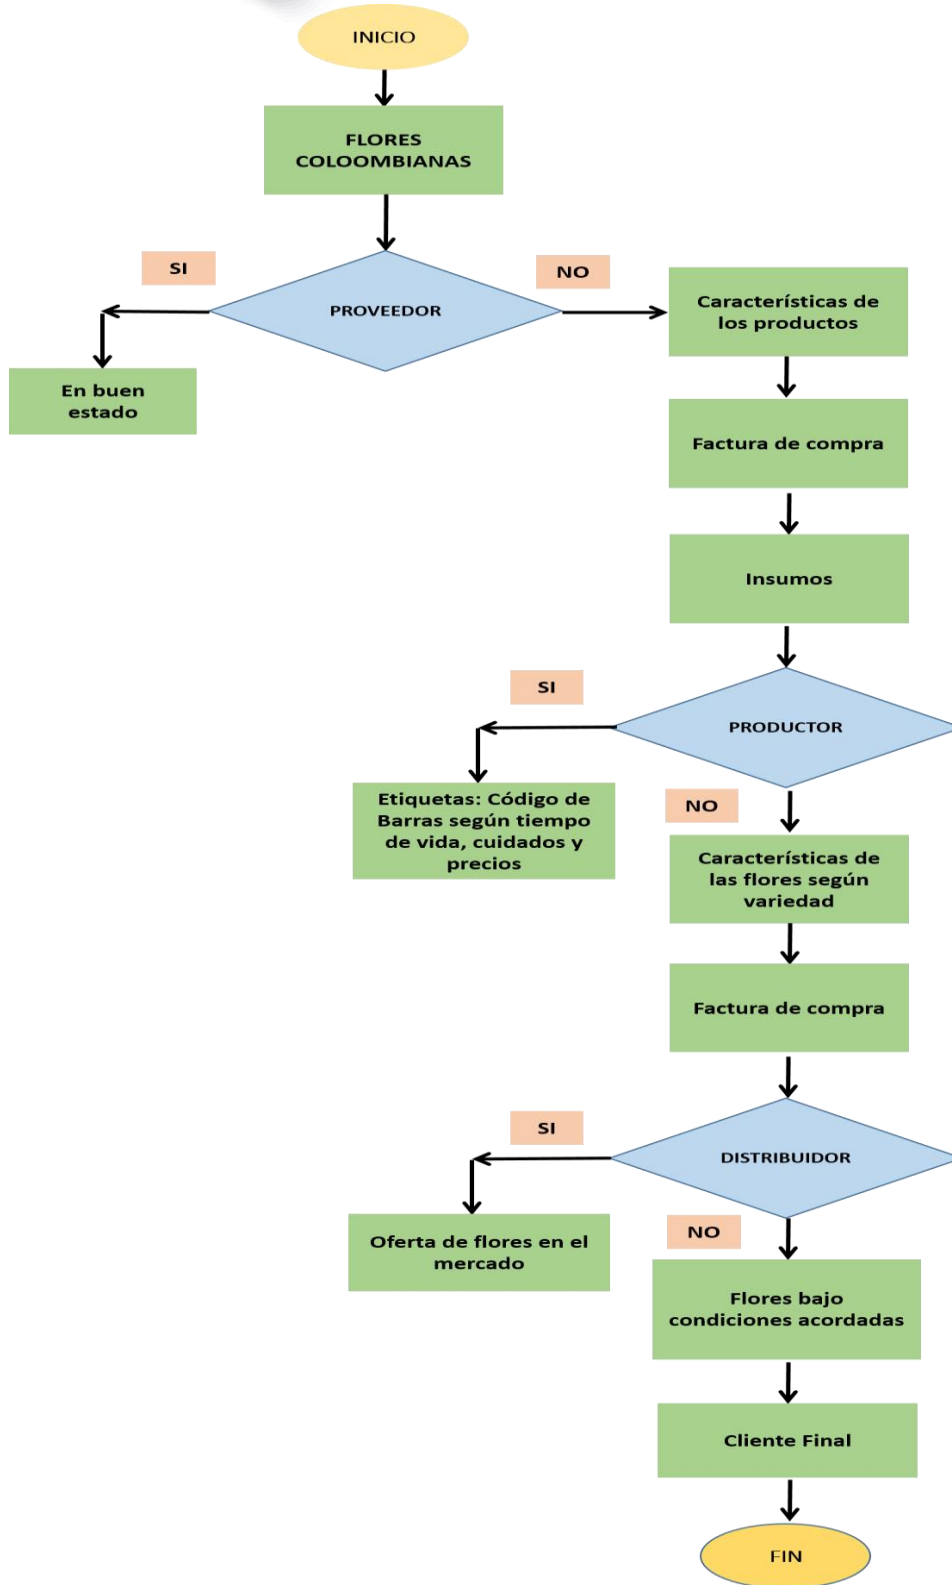 INICIO
FLORES
COLOOMBIANAS
SI
NO
PROVEEDOR
Características de
los productos
En buen
estado
Factura de compra
Insumos
SI
PRODUCTOR
Etiquetas: Código de
Barras según tiempo
de vida, cuidados y
precios
NO
Características de
las flores según
variedad
Factura de compra
SI
DISTRIBUIDOR
Oferta de flores en el
mercado
NO
Flores bajo
condiciones acordadas
Cliente Final
FIN